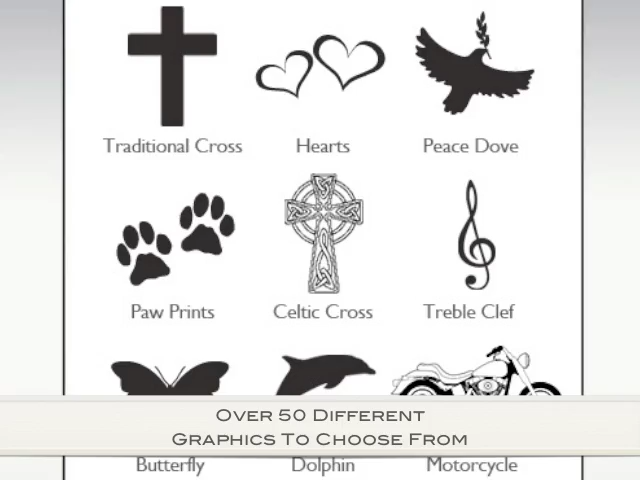 Traditional Cross
Hearts
Peace Dove
Paw Prints
Celtic Cross
Treble Clef
Over 50 Different
Graphics To Choose From
Butterfly
Dolphin
Motorcycle